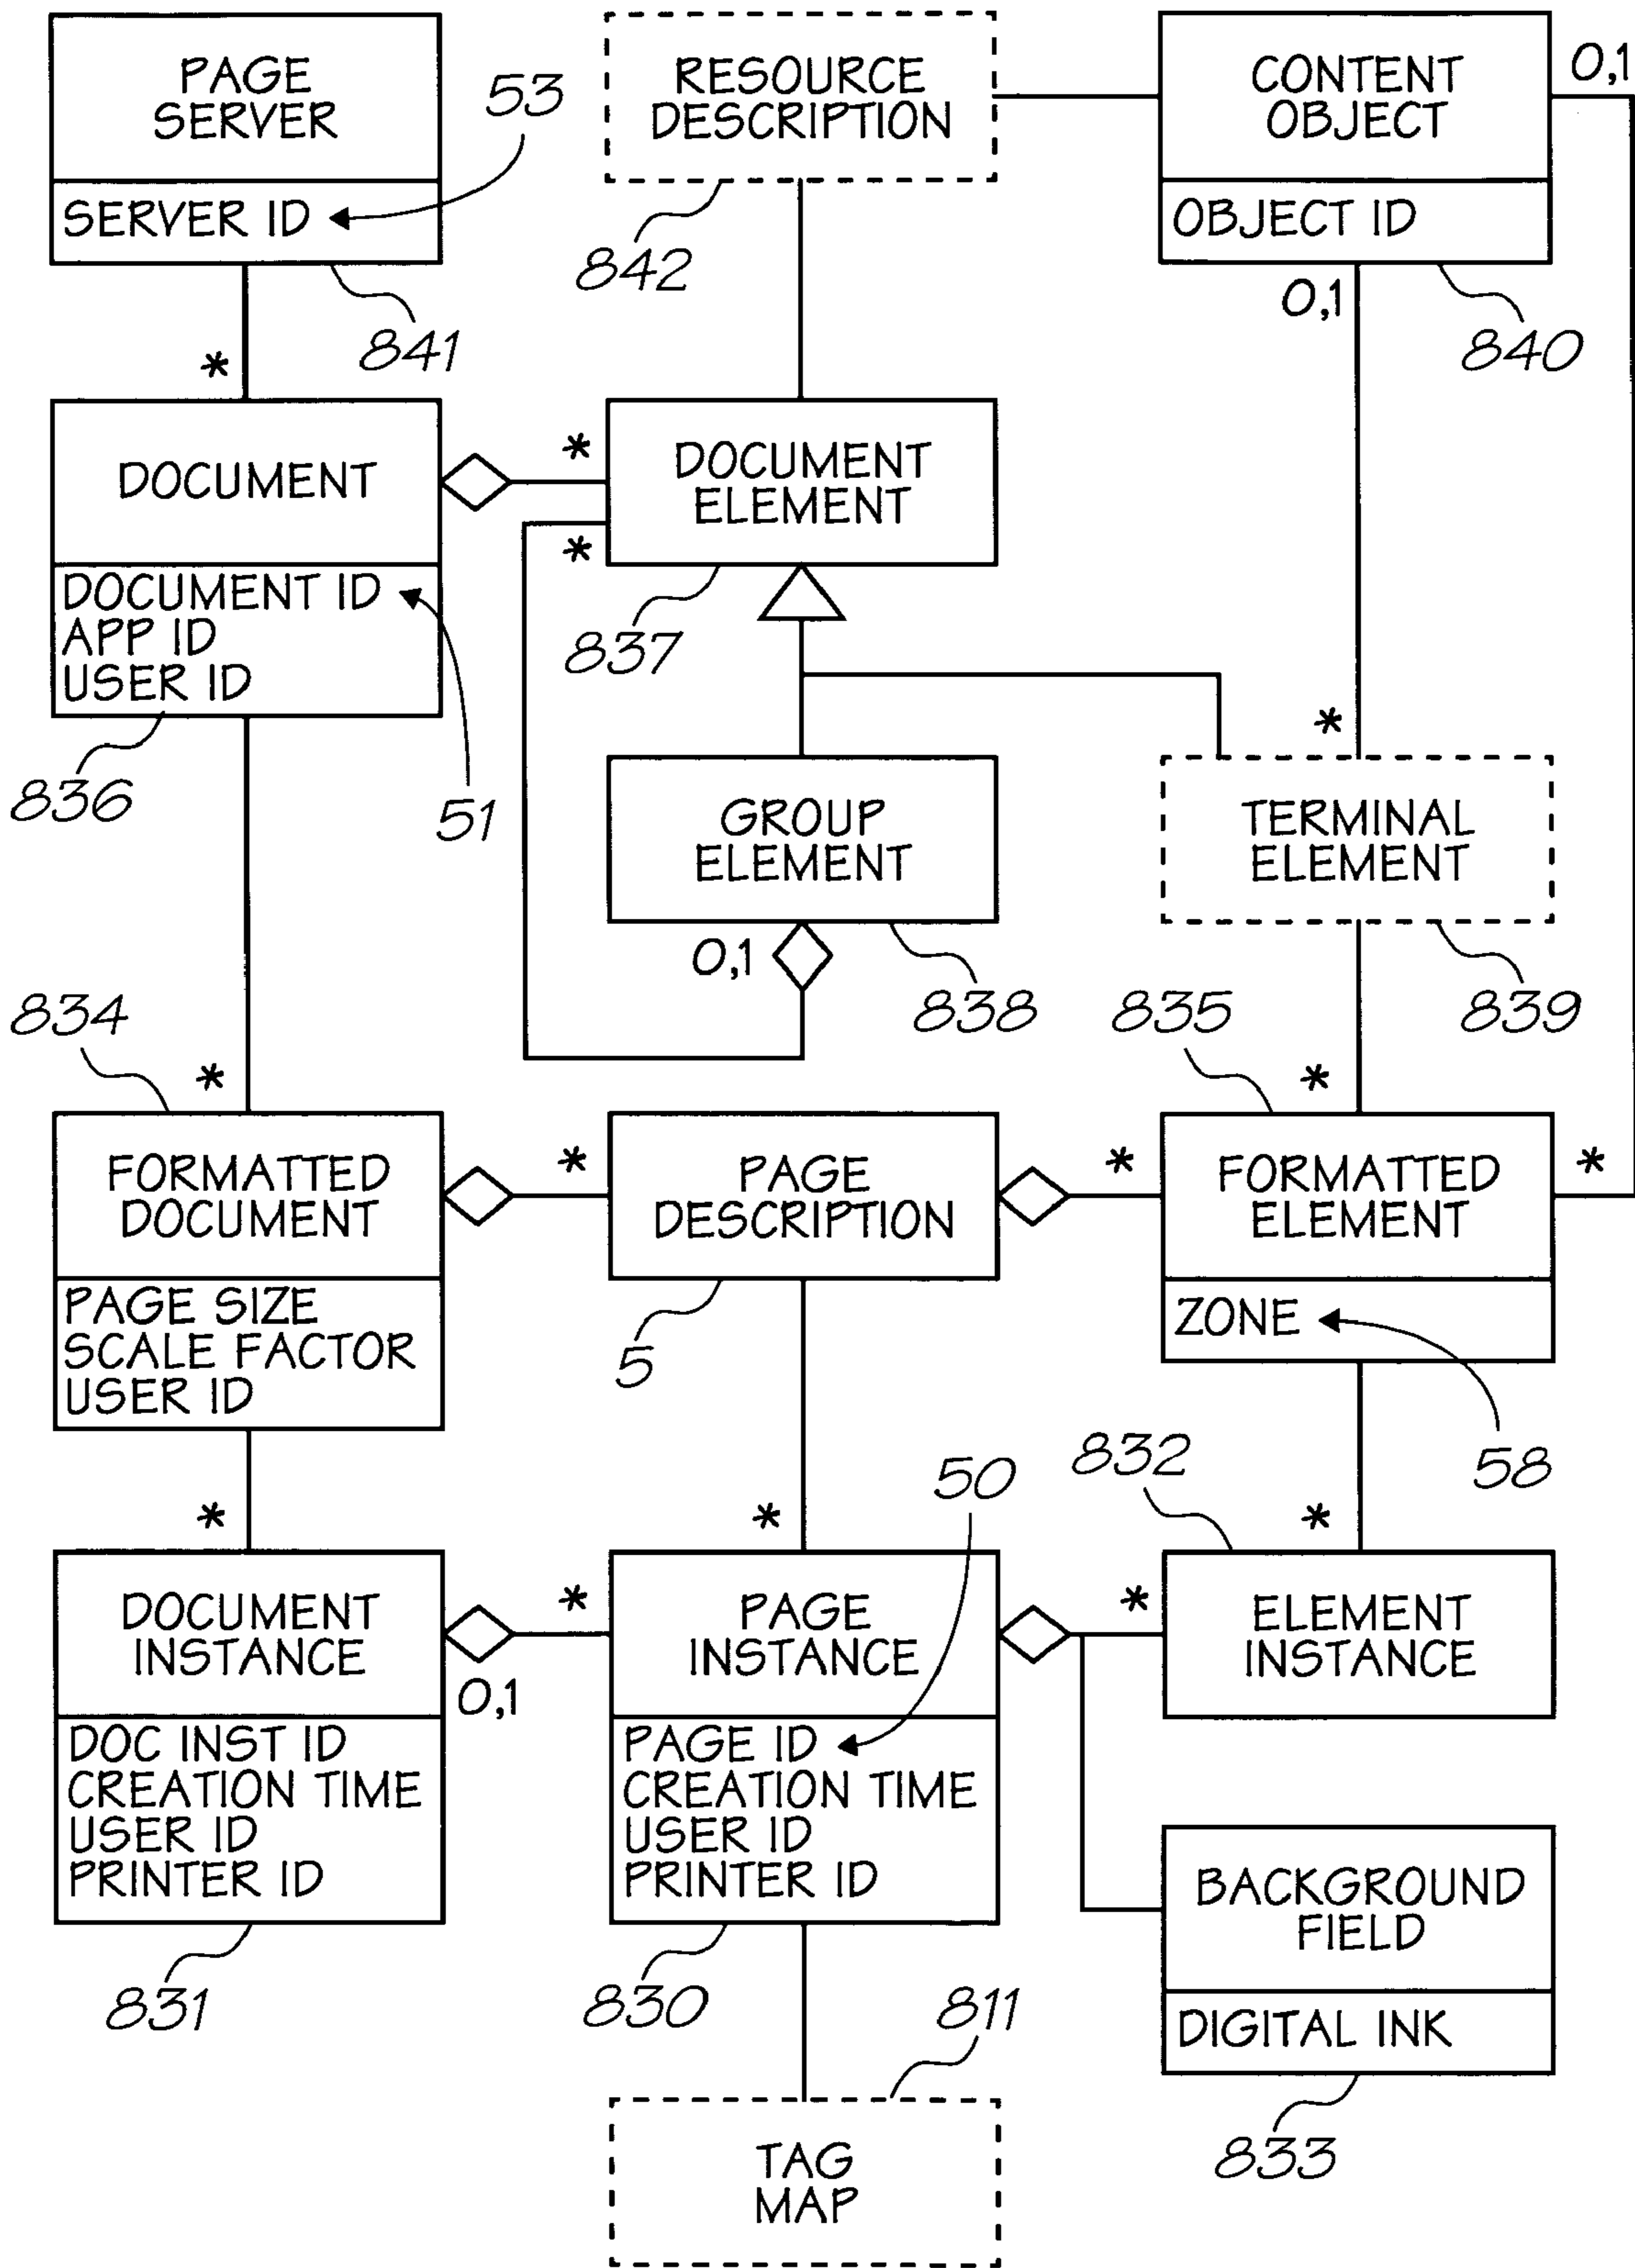 PAGE
SERVER
SERVER ID
53
841
RESOURCE
DESCRIPTION
842
CONTENT
OBJECT
OBJECT ID
0,1
0,1
840
*
DOCUMENT
DOCUMENT ID
APP ID
USER ID
836
51
*
*
DOCUMENT
ELEMENT
837
GROUP
ELEMENT
0,1
838
*
TERMINAL
ELEMENT
839
834
*
FORMATTED
DOCUMENT
PAGE SIZE
SCALE FACTOR
USER ID
*
PAGE
DESCRIPTION
5
835
*
*
*
FORMATTED
ELEMENT
ZONE
58
*
DOCUMENT
INSTANCE
DOC INST ID
CREATION TIME
USER ID
PRINTER ID
831
0,1
*
*
50
PAGE
INSTANCE
PAGE ID
CREATION TIME
USER ID
PRINTER ID
830
832
*
*
ELEMENT
INSTANCE
BACKGROUND
FIELD
DIGITAL INK
833
811
TAG
MAP